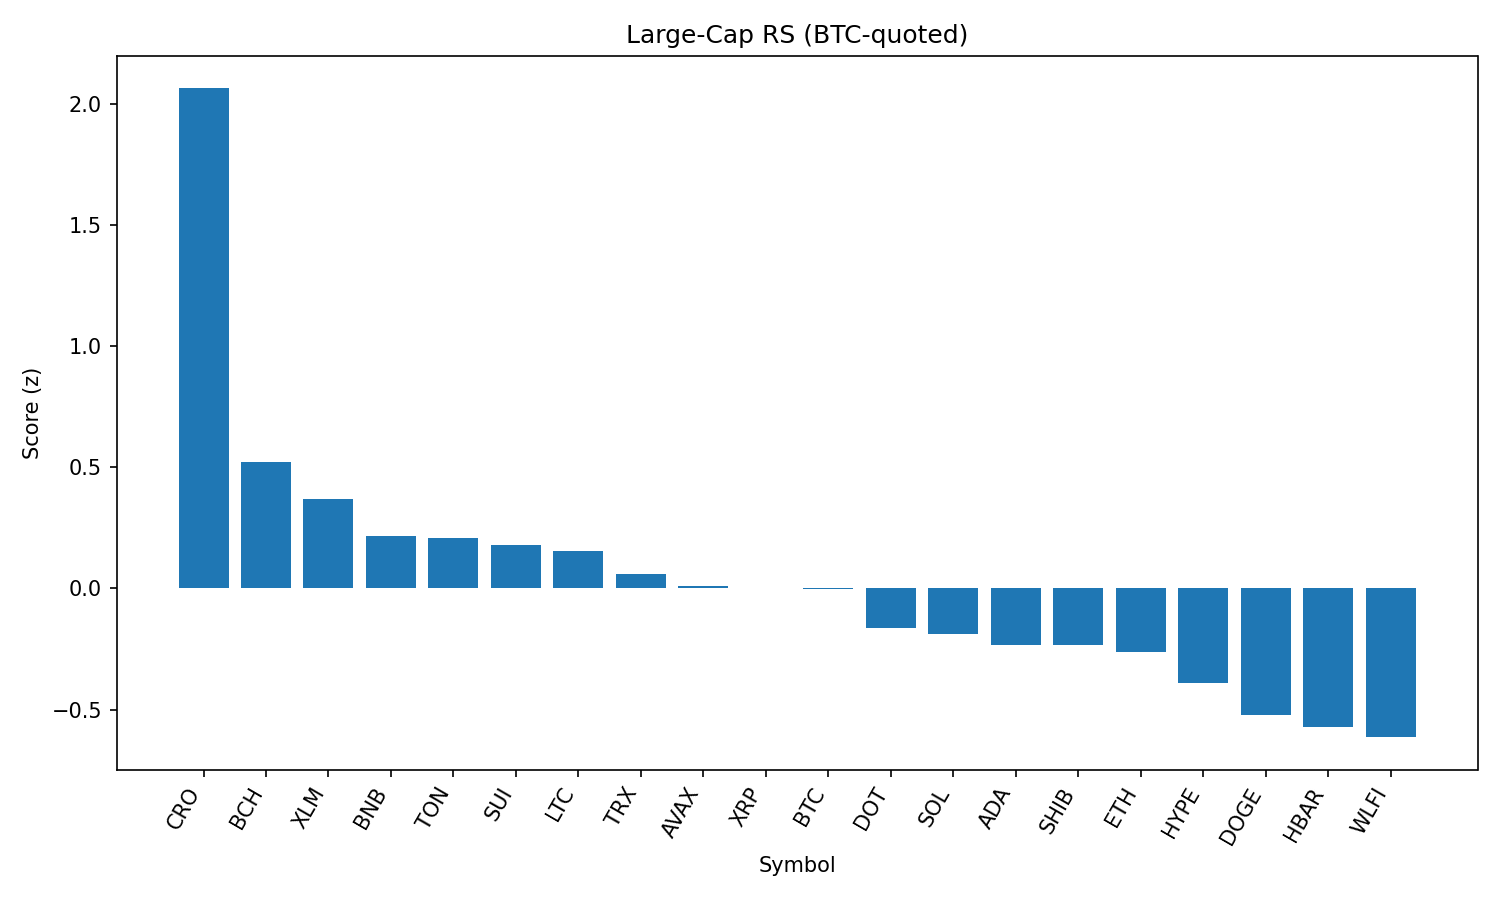 Large-Cap RS (BTC-quoted)
Score (z)
2.0
1.5
1.0
0.5
0.0
−0.5
CRO
BCH
XLM
BNB
TON
SUI
LTC
TRX
AVAX
XRP
BTC
DOT
SOL
ADA
SHIB
ETH
HYPE
DOGE
HBAR
WLFI
Symbol